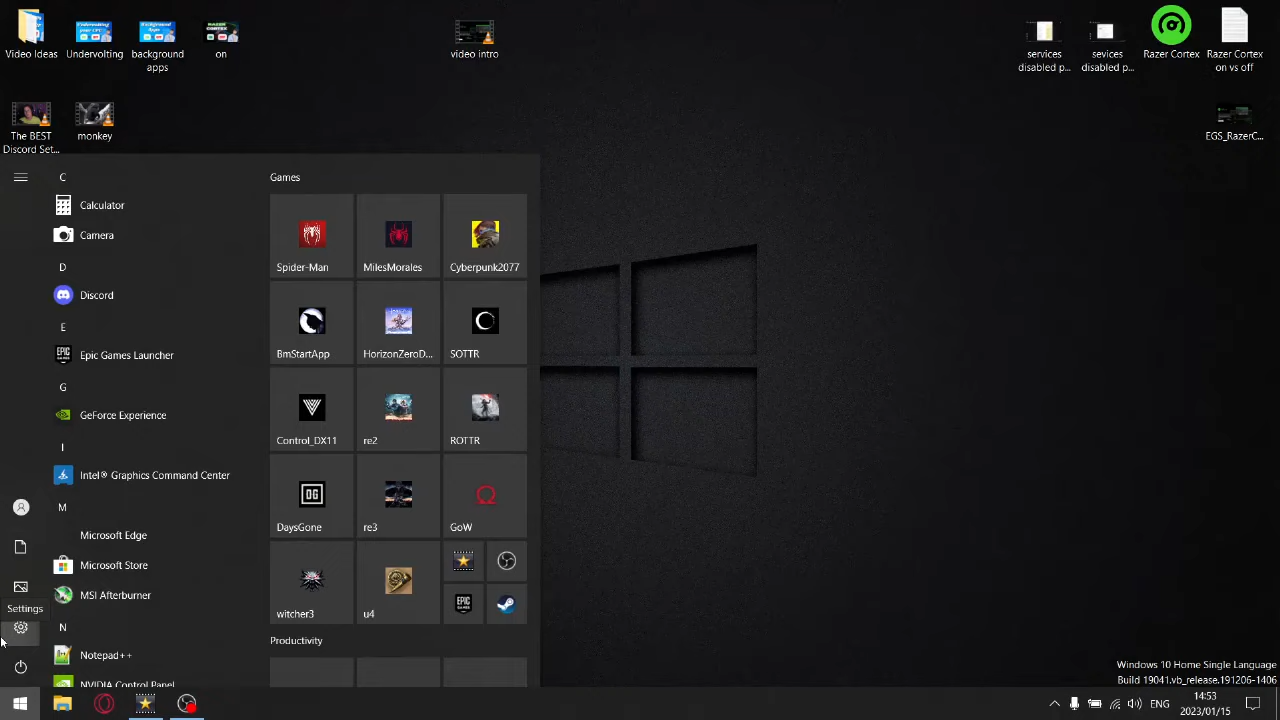 Video Ideas
Undervolting
background
apps
on
video intro
services
disabled p...
sevices
disabled p...
Razer Cortex
Razer Cortex
on vs off
The BEST
Discord Set...
monkey
EGS_RazerC...
C
Calculator
Camera
D
Discord
E
Epic Games Launcher
G
GeForce Experience
I
Intel® Graphics Command Center
M
Microsoft Edge
Microsoft Store
MSI Afterburner
N
Notepad++
NVIDIA Control Panel
Settings
Games
Spider-Man
MilesMorales
Cyberpunk2077
BmStartApp
HorizonZeroD...
SOTTR
Control_DX11
re2
ROTTR
DaysGone
re3
GoW
witcher3
u4
Productivity
Windows 10 Home Single Language
Build 19041.vb_release.191206-1406
ENG
14:53
2023/01/15